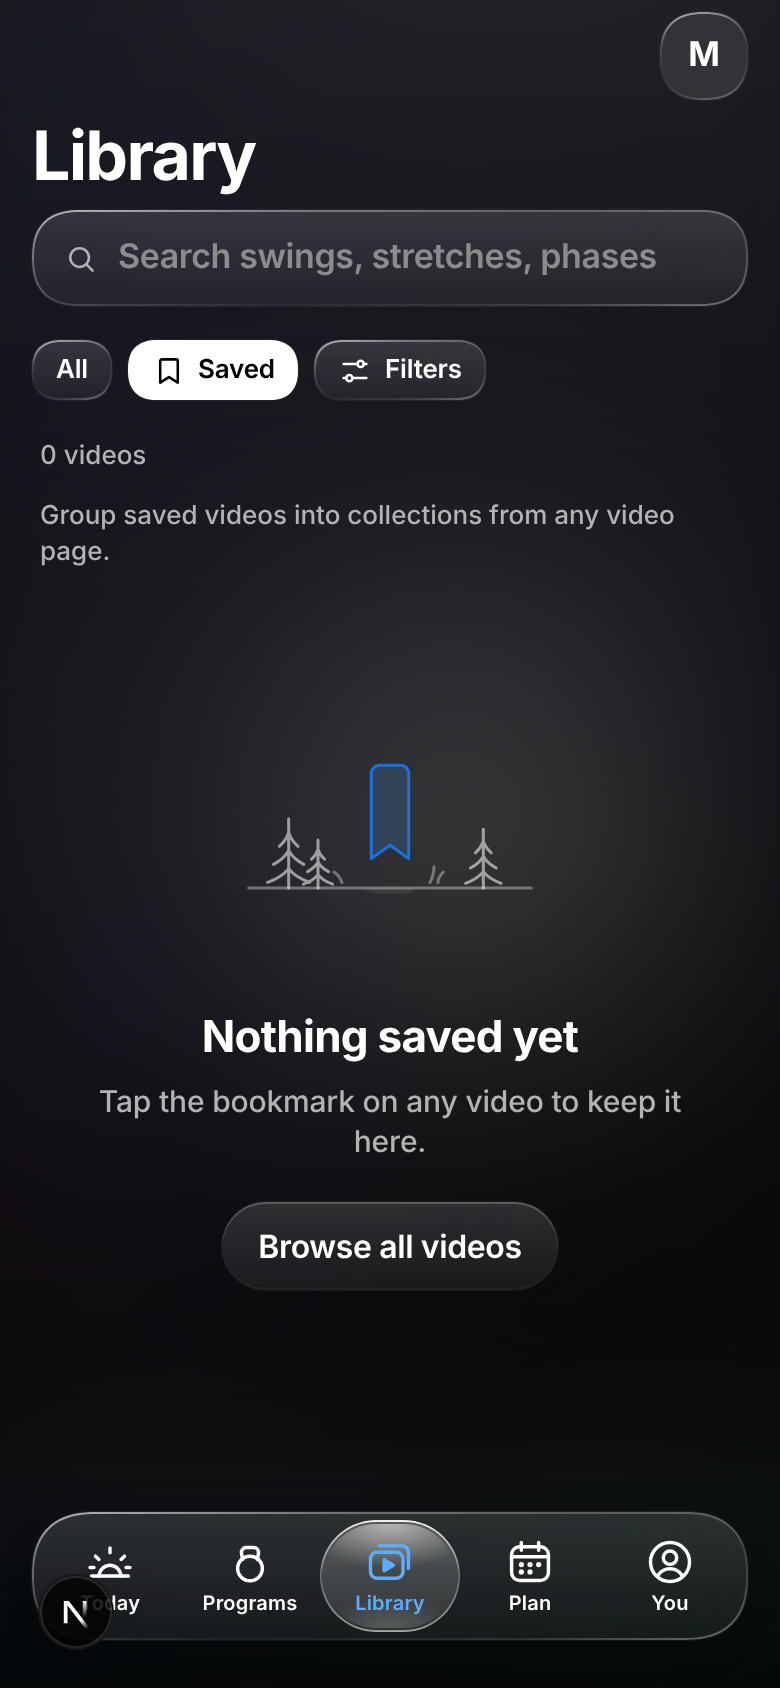 M
Library
Search swings, stretches, phases
All
Saved
Filters
0 videos
Group saved videos into collections from any video
page.
Nothing saved yet
Tap the bookmark on any video to keep it
here.
Browse all videos
Today
Programs
Library
Plan
You
N